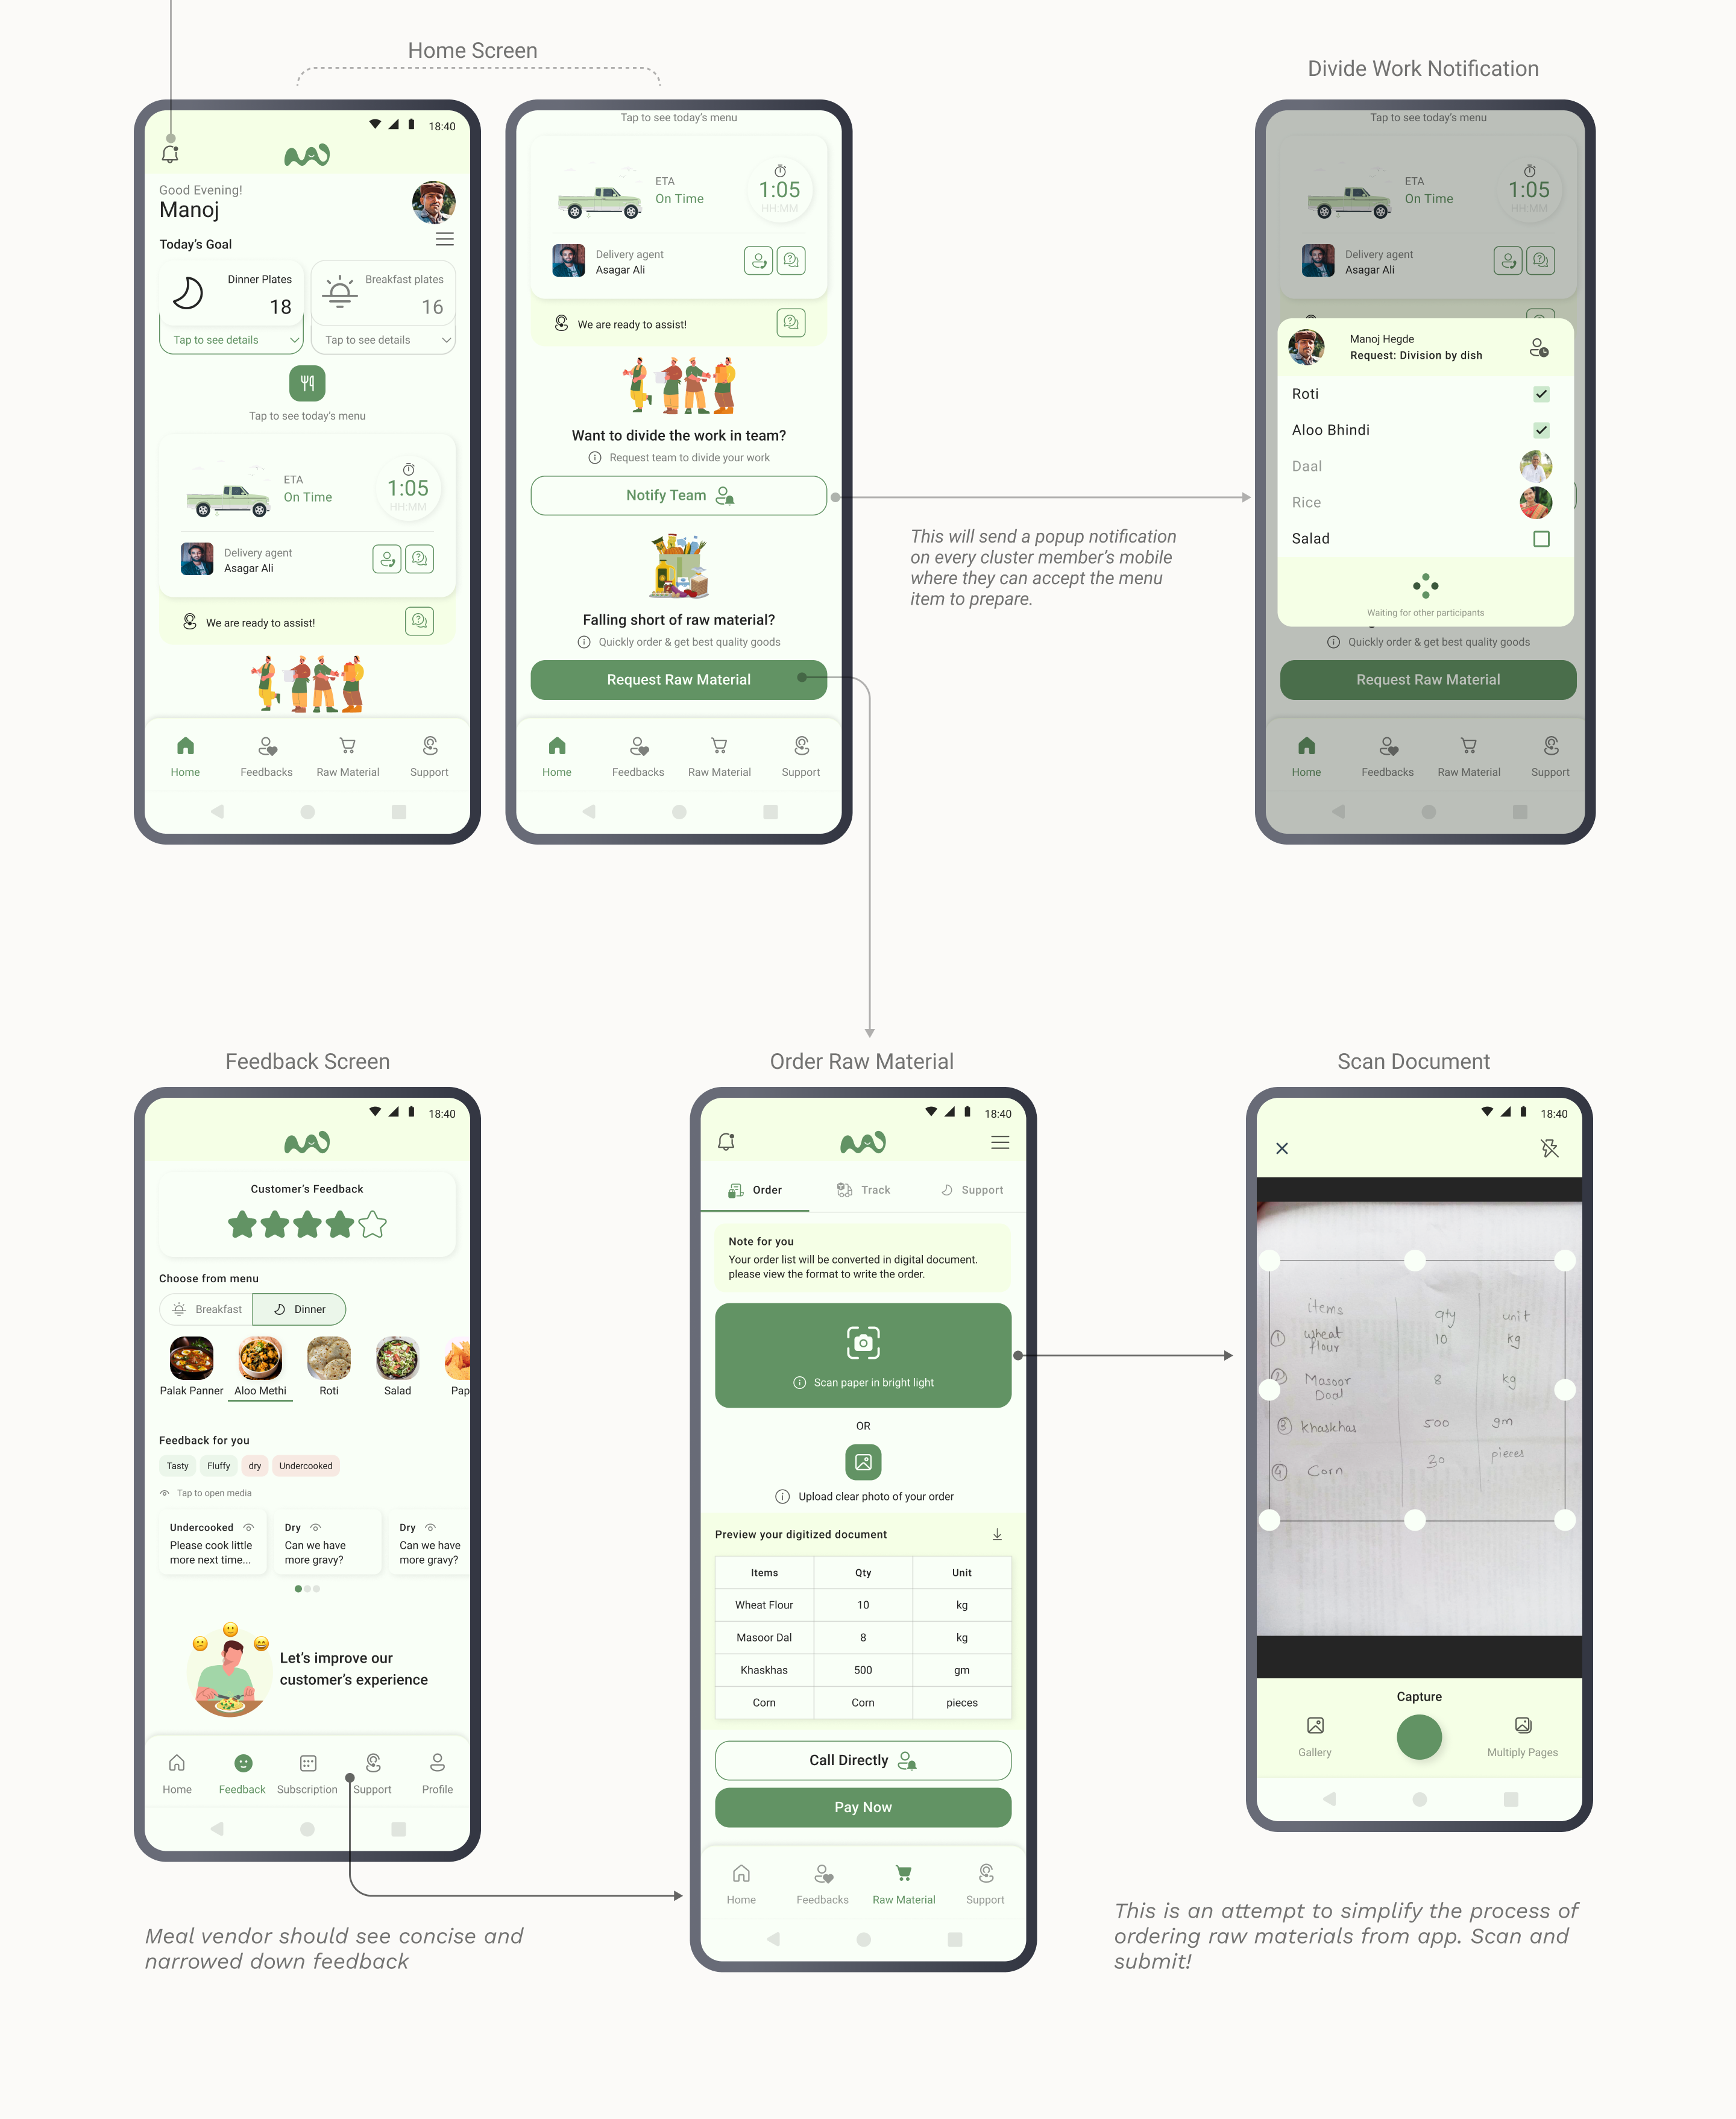 Home Screen
Divide Work Notification
18:40
Good Evening!
Manoj
Today's Goal
Dinner Plates
18
Tap to see details
Breakfast plates
16
Tap to see details
Tap to see today's menu
ETA
On Time
1:05
HH:MM
Delivery agent
Asagar Ali
We are ready to assist!
Home
Feedbacks
Raw Material
Support
Tap to see today's menu
ETA
On Time
1:05
HH:MM
Delivery agent
Asagar Ali
We are ready to assist!
Want to divide the work in team?
Request team to divide your work
Notify Team
Falling short of raw material?
Quickly order & get best quality goods
Request Raw Material
Home
Feedbacks
Raw Material
Support
This will send a popup notification
on every cluster member's mobile
where they can accept the menu
item to prepare.
Tap to see today's menu
ETA
On Time
1:05
HH:MM
Delivery agent
Asagar Ali
Manoj Hegde
Request: Division by dish
Roti
Aloo Bhindi
Daal
Rice
Salad
Waiting for other participants
Quickly order & get best quality goods
Request Raw Material
Home
Feedbacks
Raw Material
Support
Feedback Screen
Order Raw Material
Scan Document
18:40
Customer's Feedback
Choose from menu
Breakfast
Dinner
Palak Panner
Aloo Methi
Roti
Salad
Pap
Feedback for you
Tasty
Fluffy
dry
Undercooked
Tap to open media
Undercooked
Please cook little
more next time...
Dry
Can we have
more gravy?
Dry
Can we have
more gravy?
Let's improve our
customer's experience
Home
Feedback
Subscription
Support
Profile
Meal vendor should see concise and
narrowed down feedback
18:40
Order
Track
Support
Note for you
Your order list will be converted in digital document.
please view the format to write the order.
Scan paper in bright light
OR
Upload clear photo of your order
Preview your digitized document
Items Qty Unit
Wheat Flour 10 kg
Masoor Dal 8 kg
Khaskhas 500 gm
Corn Corn pieces
Call Directly
Pay Now
Home
Feedbacks
Raw Material
Support
18:40
items qty unit
1 wheat flour 10 kg
2 Masoor Daal 8 kg
3 khaskhas 500 gm
4 Corn 30 pieces
Capture
Gallery
Multiply Pages
This is an attempt to simplify the process of
ordering raw materials from app. Scan and
submit!